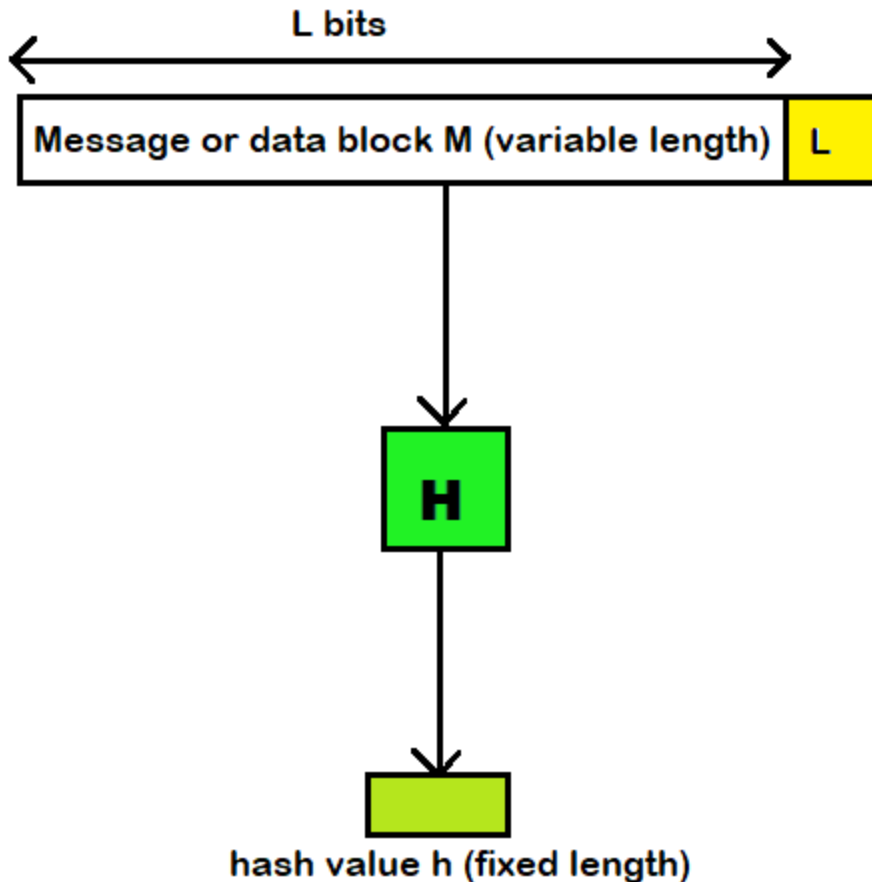 L bits
Message or data block M (variable length) L
H
hash value h (fixed length)